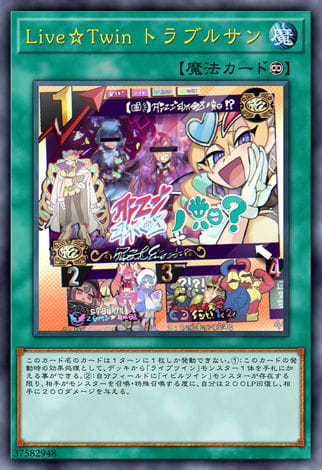 Live☆Twin トラブルサン
魔
【魔法カード】
1
2
3
4
このカード名のカードは1ターンに1枚しか発動できない。①：このカードの発
動時の効果処理として、デッキから「ライブツイン」モンスター1体を手札に加
える事ができる。②：自分フィールドに「イビルツイン」モンスターが存在する
限り、相手がモンスターを召喚・特殊召喚する度に、自分は200LP回復し、相
手に200ダメージを与える。
37582948